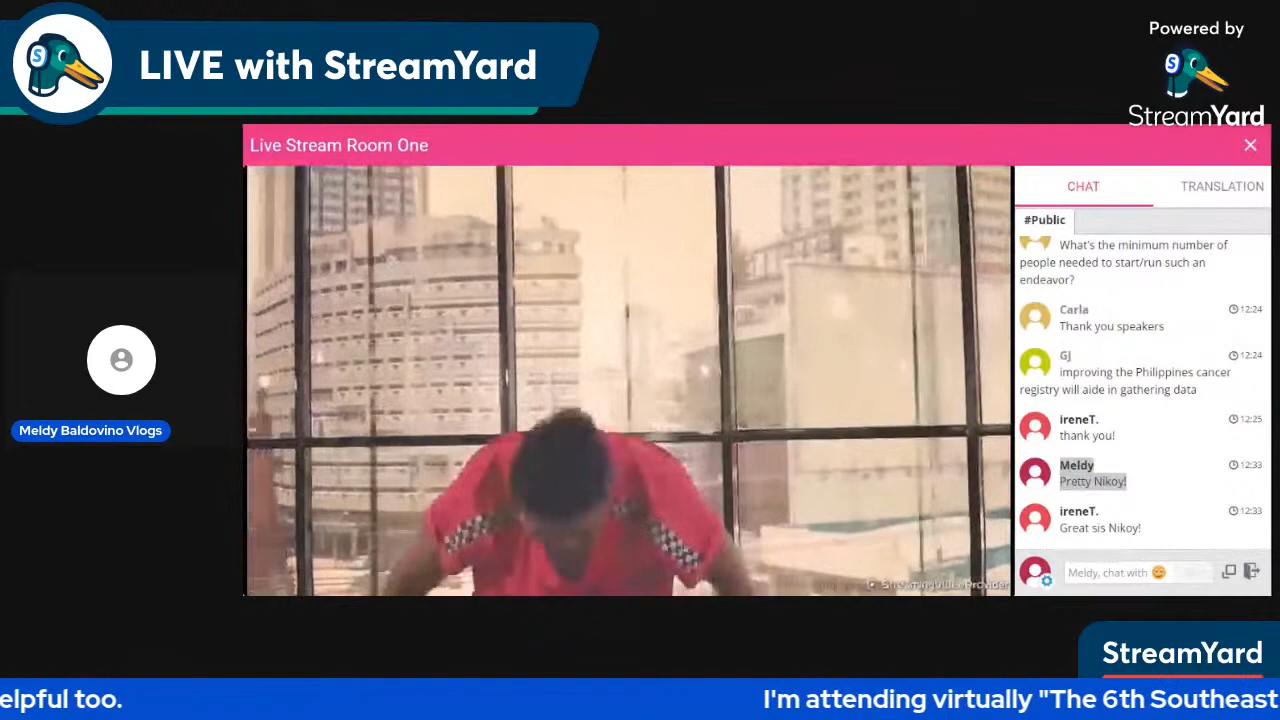 LIVE with StreamYard
Powered by
StreamYard
Live Stream Room One
CHAT
TRANSLATION
#Public
What's the minimum number of
people needed to start/run such an
endeavor?
Carla
12:24
Thank you speakers
GJ
12:24
improving the Philippines cancer
registry will aide in gathering data
ireneT.
12:25
thank you!
Meldy
12:33
Pretty Nikoy!
ireneT.
12:33
Great sis Nikoy!
Meldy, chat with
Meldy Baldovino Vlogs
StreamingVideoProvider
StreamYard
elpful too.
I'm attending virtually "The 6th Southeast